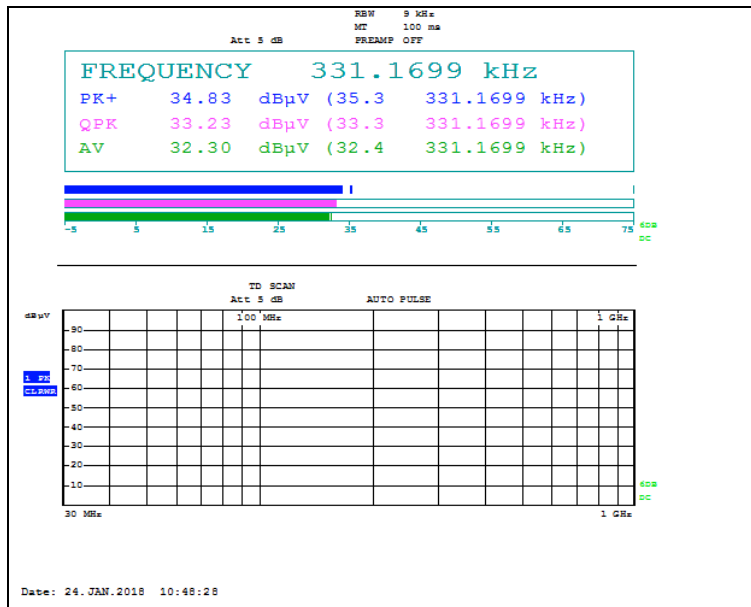 RBW 9 kHz
MT 100 ms
Att 5 dB PREAMP OFF
FREQUENCY 331.1699 kHz
PK+ 34.83 dBµV (35.3 331.1699 kHz)
QPK 33.23 dBµV (33.3 331.1699 kHz)
AV 32.30 dBµV (32.4 331.1699 kHz)
-5 5 15 25 35 45 55 65 75
6DB
DC
TD SCAN
Att 5 dB AUTO PULSE
dBµV 100 MHz 1 GHz
90
80
70
1 PK
60
CLRWR
50
40
30
20
10
6DB
DC
30 MHz 1 GHz
Date: 24.JAN.2018 10:48:28